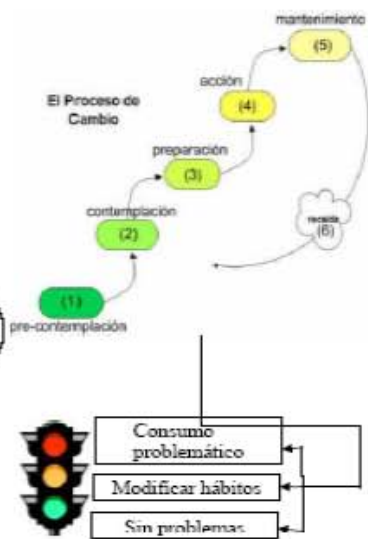 mantenimiento
(5)
acción
(4)
El Proceso de
Cambio
preparación
(3)
contemplación
(2)
recaída
(6)
(1)
pre-contemplación
Consumo
problemático
Modificar hábitos
Sin problemas